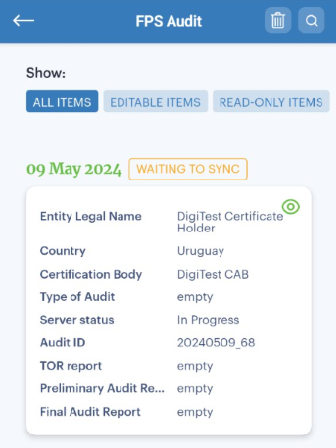 FPS Audit
Show:
ALL ITEMS EDITABLE ITEMS READ-ONLY ITEMS
09 May 2024 WAITING TO SYNC
Entity Legal Name DigiTest Certificate
Holder
Country Uruguay
Certification Body DigiTest CAB
Type of Audit empty
Server status In Progress
Audit ID 20240509_68
TOR report empty
Preliminary Audit Re... empty
Final Audit Report empty